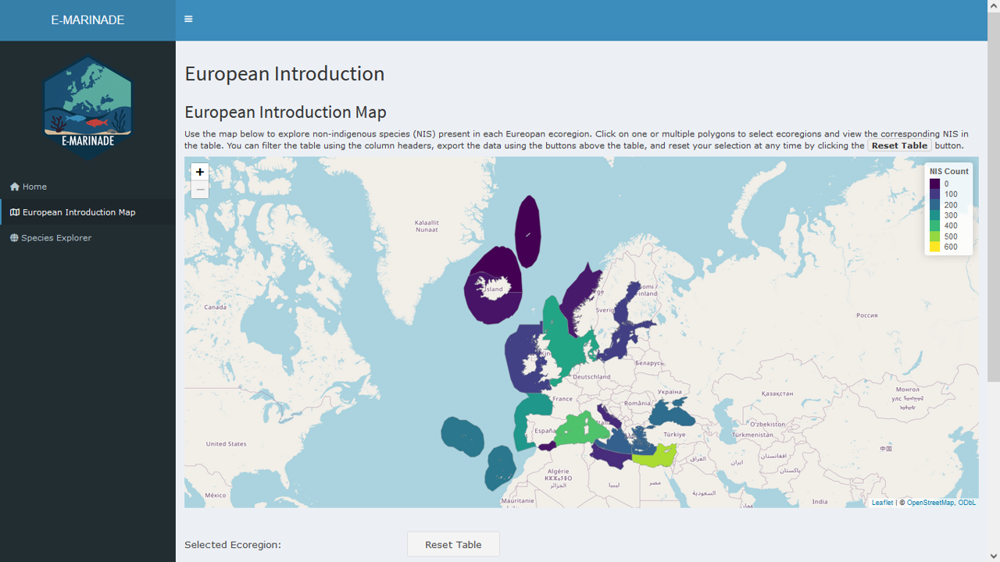 E-MARINADE
E-MARINADE
Home
European Introduction Map
Species Explorer
European Introduction
European Introduction Map
Use the map below to explore non-indigenous species (NIS) present in each Eureopan ecoregion. Click on one or multiple polygons to select ecoregions and view the corresponding NIS in
the table. You can filter the table using the column headers, export the data using the buttons above the table, and reset your selection at any time by clicking the Reset Table button.
+
−
NIS Count
0
100
200
300
400
500
600
Kalaallit
Nunaat
Ísland
Canada
Россия
Беларусь
Deutschland
Україна
France
România
Қазақстан
Монгол
улс
España
Türkiye
Oʻzbekiston
Türkmenistan
中国
United States
افغانستان
ایران
العراق
پاکستان
Algérie
ⵍⵣⵣⴰⵢⴻⵔ
الجزائر
ليبيا
مصر
السعودية
México
Mauritanie
India
Leaflet | © OpenStreetMap, ODbL
Selected Ecoregion:
Reset Table